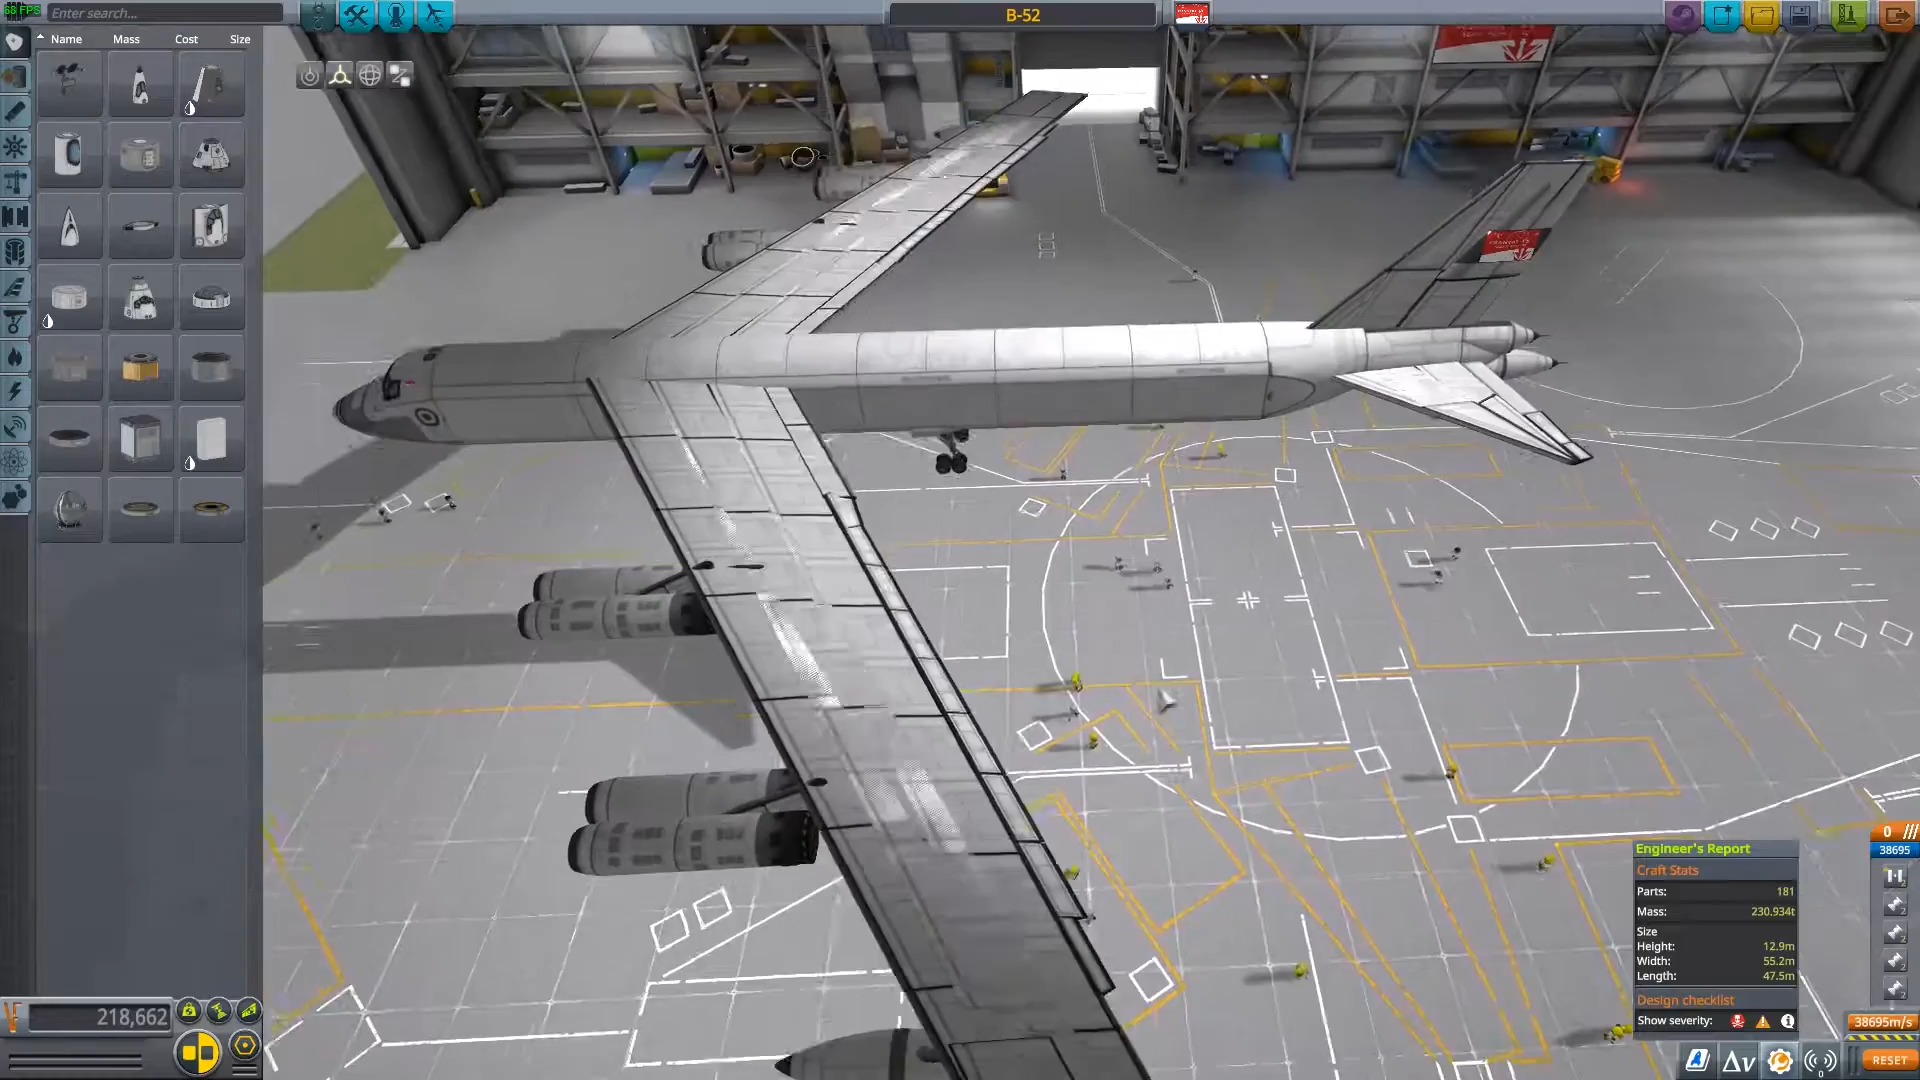 68 FPS
Enter search...
B-52
Name Mass Cost Size
0
38695
Engineer's Report
Craft Stats
Parts: 181
Mass: 230.934t
Size
Height: 12.9m
Width: 55.2m
Length: 47.5m
Design checklist
Show severity:
218,662
38695m/s
Δv
0
RESET